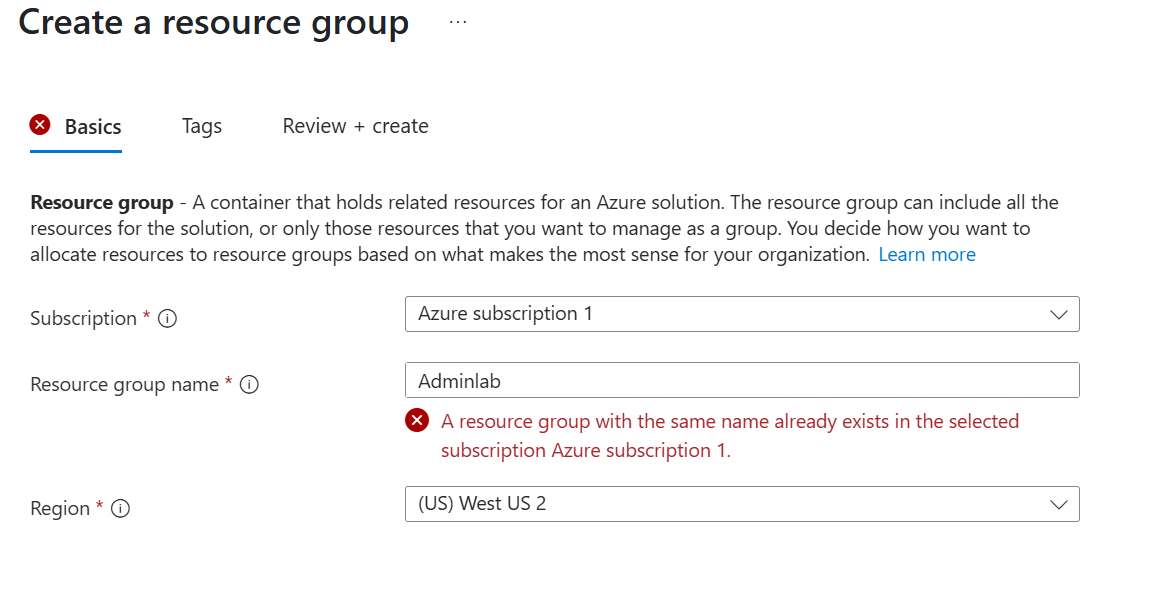 Create a resource group ...
Basics Tags Review + create
Resource group - A container that holds related resources for an Azure solution. The resource group can include all the
resources for the solution, or only those resources that you want to manage as a group. You decide how you want to
allocate resources to resource groups based on what makes the most sense for your organization. Learn more
Subscription * Azure subscription 1
Resource group name * Adminlab
A resource group with the same name already exists in the selected
subscription Azure subscription 1.
Region * (US) West US 2